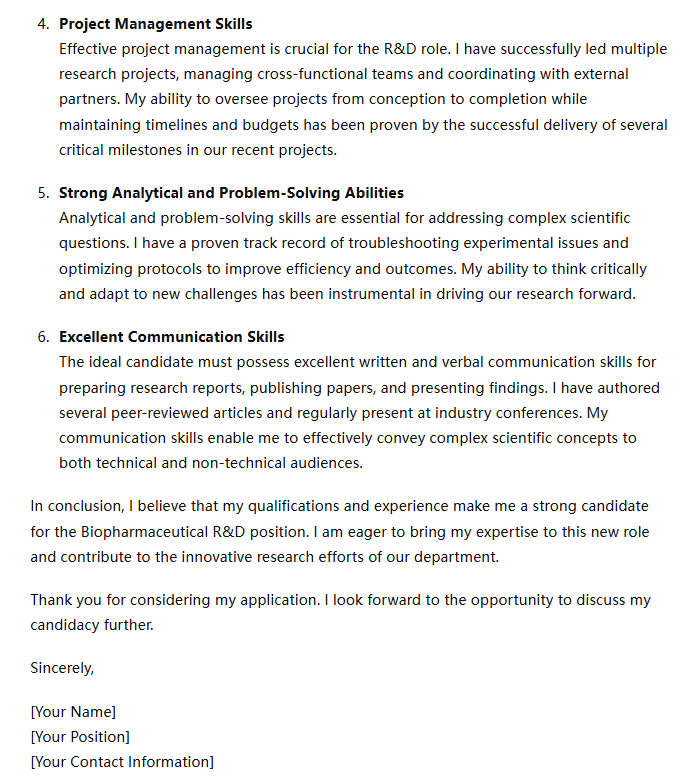 4. Project Management Skills
Effective project management is crucial for the R&D role. I have successfully led multiple
research projects, managing cross-functional teams and coordinating with external
partners. My ability to oversee projects from conception to completion while
maintaining timelines and budgets has been proven by the successful delivery of several
critical milestones in our recent projects.
5. Strong Analytical and Problem-Solving Abilities
Analytical and problem-solving skills are essential for addressing complex scientific
questions. I have a proven track record of troubleshooting experimental issues and
optimizing protocols to improve efficiency and outcomes. My ability to think critically
and adapt to new challenges has been instrumental in driving our research forward.
6. Excellent Communication Skills
The ideal candidate must possess excellent written and verbal communication skills for
preparing research reports, publishing papers, and presenting findings. I have authored
several peer-reviewed articles and regularly present at industry conferences. My
communication skills enable me to effectively convey complex scientific concepts to
both technical and non-technical audiences.
In conclusion, I believe that my qualifications and experience make me a strong candidate
for the Biopharmaceutical R&D position. I am eager to bring my expertise to this new role
and contribute to the innovative research efforts of our department.
Thank you for considering my application. I look forward to the opportunity to discuss my
candidacy further.
Sincerely,
[Your Name]
[Your Position]
[Your Contact Information]